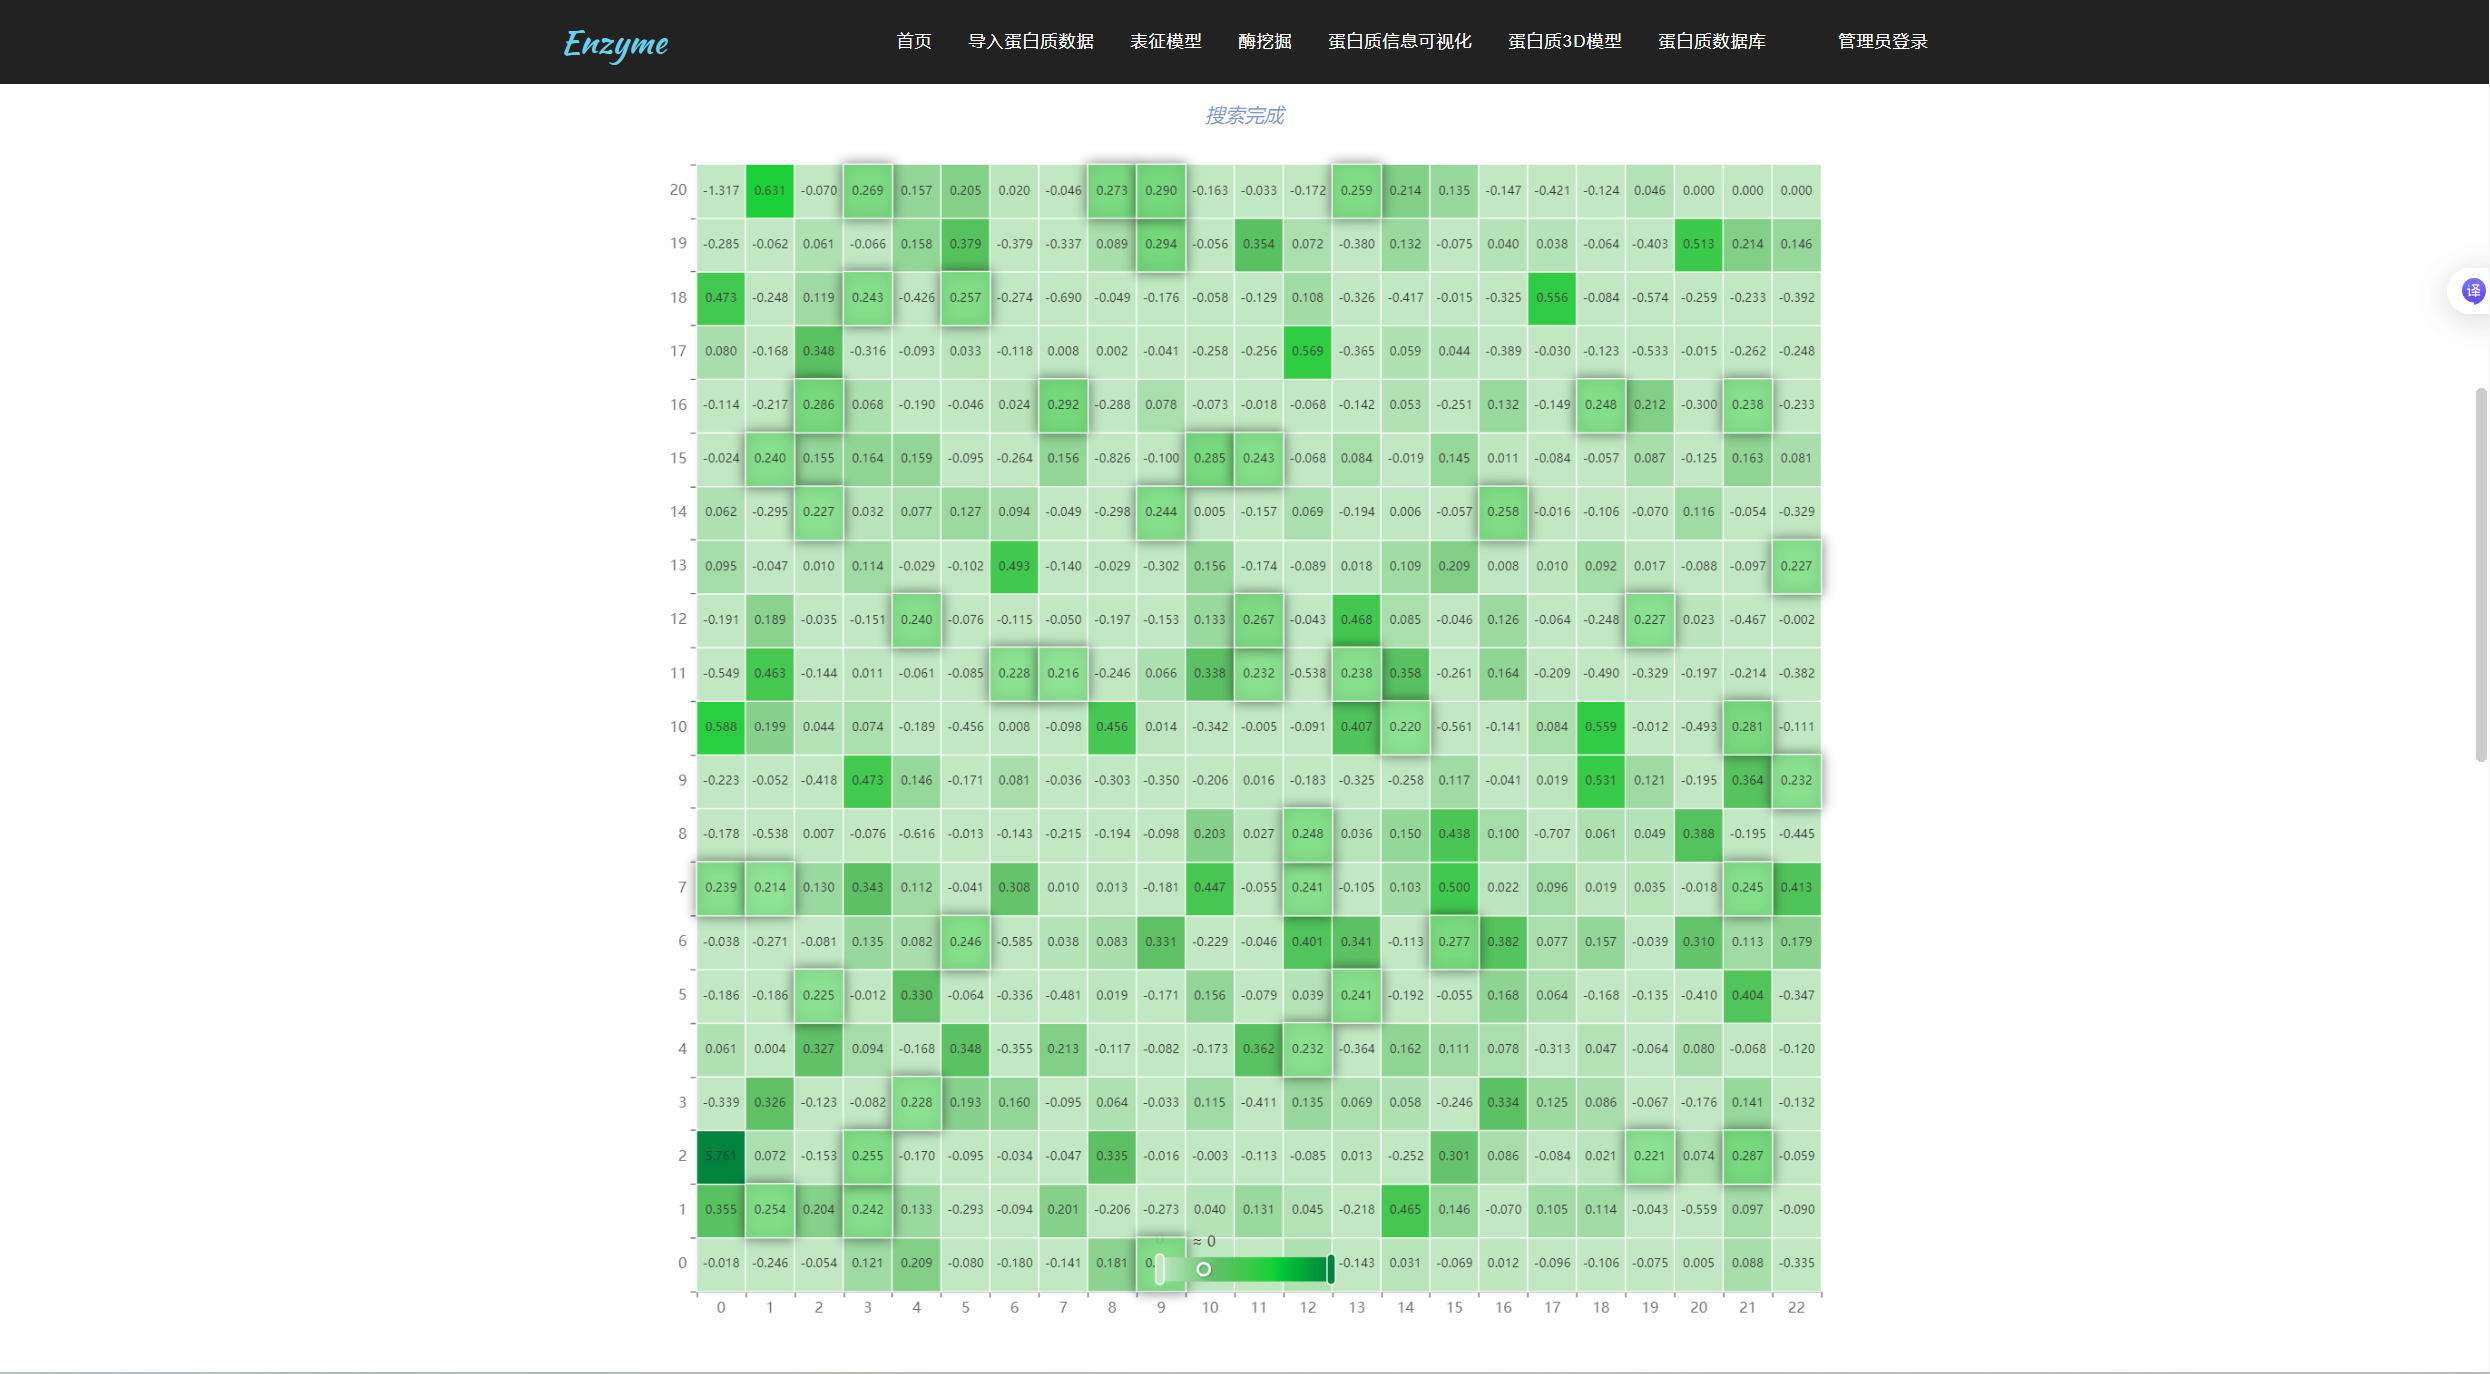 Enzyme 首页 导入蛋白质数据 表征模型 酶挖掘 蛋白质信息可视化 蛋白质3D模型 蛋白质数据库 管理员登录
搜索完成
译
20 -1.317 0.631 -0.070 0.269 0.157 0.205 0.020 -0.046 0.273 0.290 -0.163 -0.033 -0.172 0.259 0.214 0.135 -0.147 -0.421 -0.124 0.046 0.000 0.000 0.000
19 -0.285 -0.062 0.061 -0.066 0.158 0.379 -0.379 -0.337 0.089 0.294 -0.056 0.354 0.072 -0.380 0.132 -0.075 0.040 0.038 -0.064 -0.403 0.513 0.214 0.146
18 0.473 -0.248 0.119 0.243 -0.426 0.257 -0.274 -0.690 -0.049 -0.176 -0.058 -0.129 0.108 -0.326 -0.417 -0.015 -0.325 0.556 -0.084 -0.574 -0.259 -0.233 -0.392
17 0.080 -0.168 0.348 -0.316 -0.093 0.033 -0.118 0.008 0.002 -0.041 -0.258 -0.256 0.569 -0.365 0.059 0.044 -0.389 -0.030 -0.123 -0.533 -0.015 -0.262 -0.248
16 -0.114 -0.217 0.286 0.068 -0.190 -0.046 0.024 0.292 -0.288 0.078 -0.073 -0.018 -0.068 -0.142 0.053 -0.251 0.132 -0.149 0.248 0.212 -0.300 0.238 -0.233
15 -0.024 0.240 0.155 0.164 0.159 -0.095 -0.264 0.156 -0.826 -0.100 0.285 0.243 -0.068 0.084 -0.019 0.145 0.011 -0.084 -0.057 0.087 -0.125 0.163 0.081
14 0.062 -0.295 0.227 0.032 0.077 0.127 0.094 -0.049 -0.298 0.244 0.005 -0.157 0.069 -0.194 0.006 -0.057 0.258 -0.016 -0.106 -0.070 0.116 -0.054 -0.329
13 0.095 -0.047 0.010 0.114 -0.029 -0.102 0.493 -0.140 -0.029 -0.302 0.156 -0.174 -0.089 0.018 0.109 0.209 0.008 0.010 0.092 0.017 -0.088 -0.097 0.227
12 -0.191 0.189 -0.035 -0.151 0.240 -0.076 -0.115 -0.050 -0.197 -0.153 0.133 0.267 -0.043 0.468 0.085 -0.046 0.126 -0.064 -0.248 0.227 0.023 -0.467 -0.002
11 -0.549 0.463 -0.144 0.011 -0.061 -0.085 0.228 0.216 -0.246 0.066 0.338 0.232 -0.538 0.238 0.358 -0.261 0.164 -0.209 -0.490 -0.329 -0.197 -0.214 -0.382
10 0.588 0.199 0.044 0.074 -0.189 -0.456 0.008 -0.098 0.456 0.014 -0.342 -0.005 -0.091 0.407 0.220 -0.561 -0.141 0.084 0.559 -0.012 -0.493 0.281 -0.111
9 -0.223 -0.052 -0.418 0.473 0.146 -0.171 0.081 -0.036 -0.303 -0.350 -0.206 0.016 -0.183 -0.325 -0.258 0.117 -0.041 0.019 0.531 0.121 -0.195 0.364 0.232
8 -0.178 -0.538 0.007 -0.076 -0.616 -0.013 -0.143 -0.215 -0.194 -0.098 0.203 0.027 0.248 0.036 0.150 0.438 0.100 -0.707 0.061 0.049 0.388 -0.195 -0.445
7 0.239 0.214 0.130 0.343 0.112 -0.041 0.308 0.010 0.013 -0.181 0.447 -0.055 0.241 -0.105 0.103 0.500 0.022 0.096 0.019 0.035 -0.018 0.245 0.413
6 -0.038 -0.271 -0.081 0.135 0.082 0.246 -0.585 0.038 0.083 0.331 -0.229 -0.046 0.401 0.341 -0.113 0.277 0.382 0.077 0.157 -0.039 0.310 0.113 0.179
5 -0.186 -0.186 0.225 -0.012 0.330 -0.064 -0.336 -0.481 0.019 -0.171 0.156 -0.079 0.039 0.241 -0.192 -0.055 0.168 0.064 -0.168 -0.135 -0.410 0.404 -0.347
4 0.061 0.004 0.327 0.094 -0.168 0.348 -0.355 0.213 -0.117 -0.082 -0.173 0.362 0.232 -0.364 0.162 0.111 0.078 -0.313 0.047 -0.064 0.080 -0.068 -0.120
3 -0.339 0.326 -0.123 -0.082 0.228 0.193 0.160 -0.095 0.064 -0.033 0.115 -0.411 0.135 0.069 0.058 -0.246 0.334 0.125 0.086 -0.067 -0.176 0.141 -0.132
2 5.761 0.072 -0.153 0.255 -0.170 -0.095 -0.034 -0.047 0.335 -0.016 -0.003 -0.113 -0.085 0.013 -0.252 0.301 0.086 -0.084 0.021 0.221 0.074 0.287 -0.059
1 0.355 0.254 0.204 0.242 0.133 -0.293 -0.094 0.201 -0.206 -0.273 0.040 0.131 0.045 -0.218 0.465 0.146 -0.070 0.105 0.114 -0.043 -0.559 0.097 -0.090
≈ 0
0 -0.018 -0.246 -0.054 0.121 0.209 -0.080 -0.180 -0.141 0.181 -0.143 0.031 -0.069 0.012 -0.096 -0.106 -0.070 0.005 0.088 -0.335
0 1 2 3 4 5 6 7 8 9 10 11 12 13 14 15 16 17 18 19 20 21 22